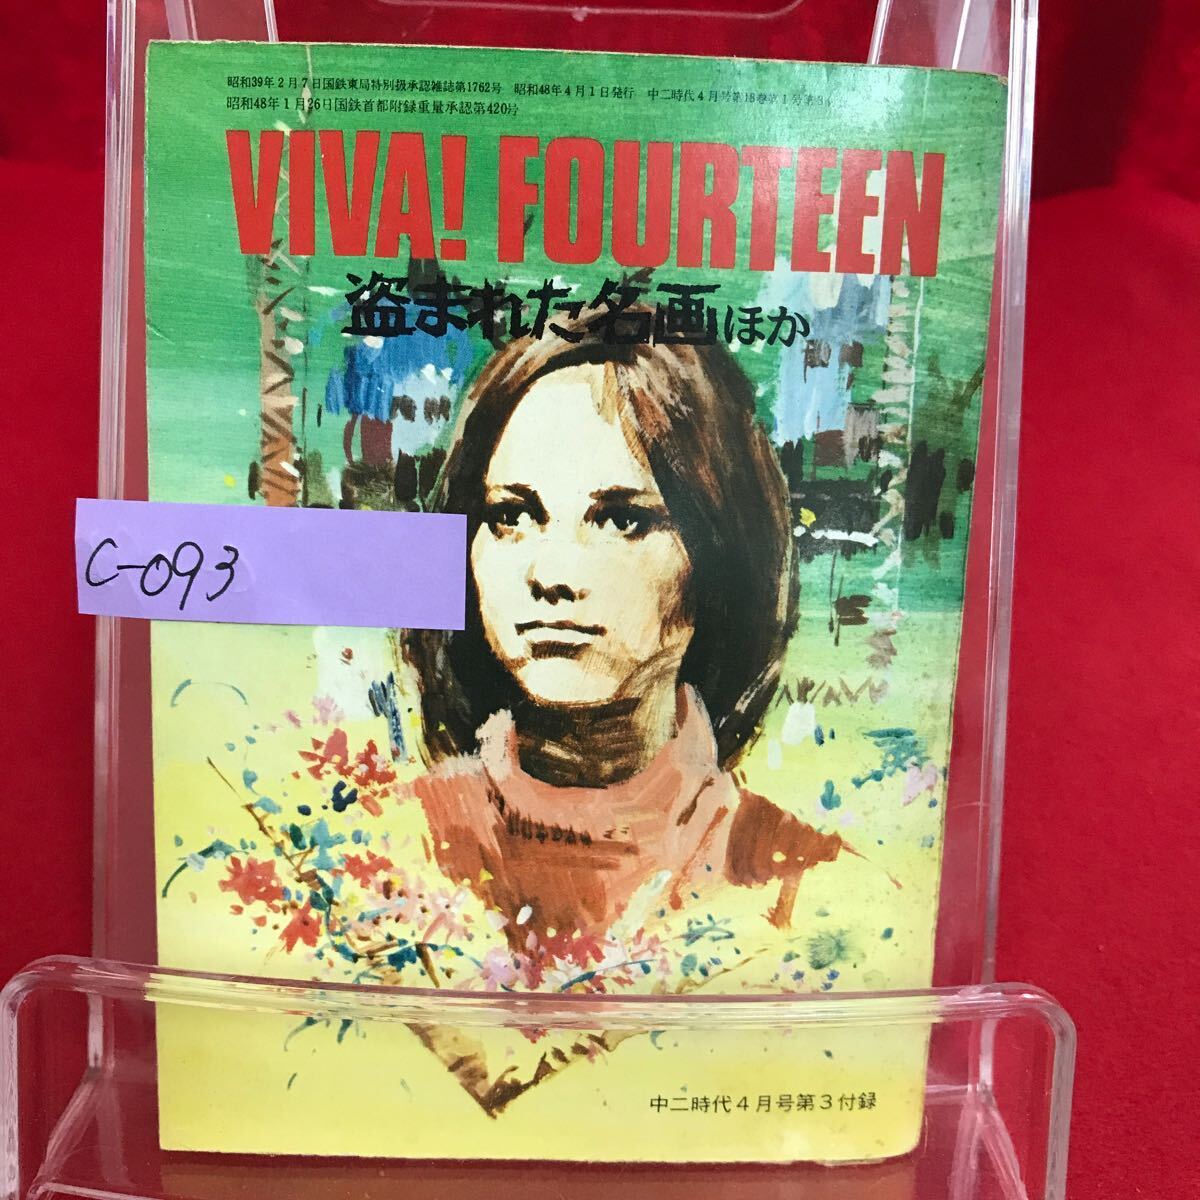 昭和39年2月7日国鉄東局特別扱承認雑誌第1762号　昭和48年4月1日発行　中二時代4月号第18巻第1号第3
昭和48年1月26日国鉄首都附録重量承認第420号
VIVA! FOURTEEN
盗まれた名画ほか
C-093
中二時代4月号第3付録